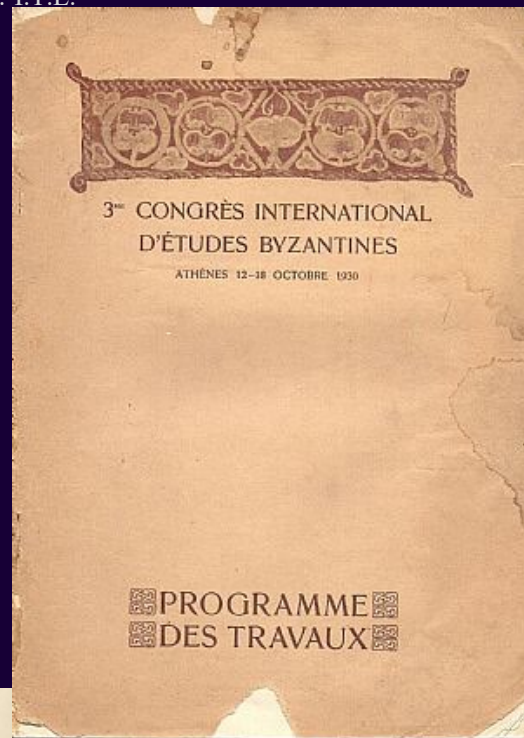 3me CONGRÈS INTERNATIONAL
D'ÉTUDES BYZANTINES
ATHÈNES 12-18 OCTOBRE 1930
PROGRAMME
DES TRAVAUX